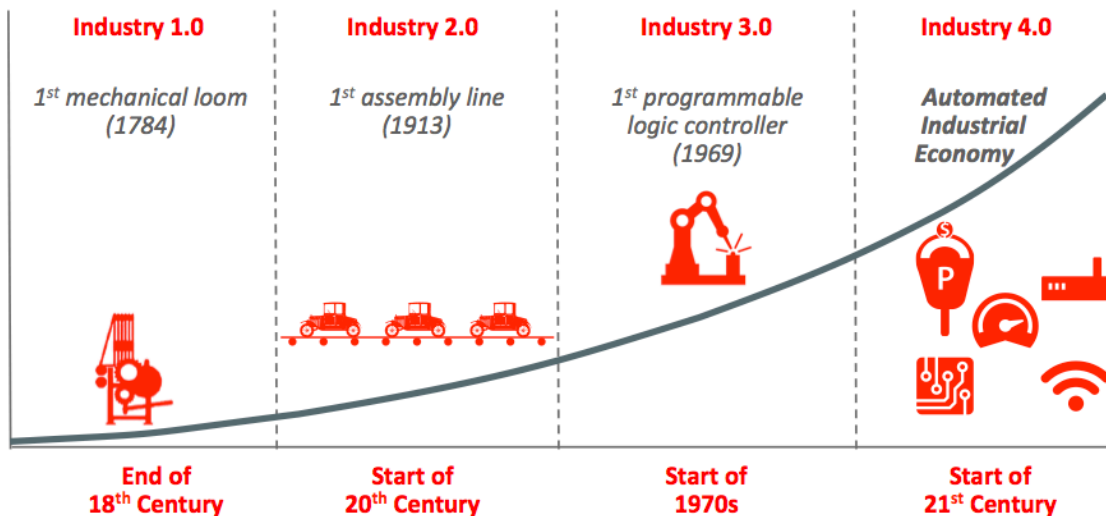 Industry 1.0
1st mechanical loom
(1784)
Industry 2.0
1st assembly line
(1913)
Industry 3.0
1st programmable
logic controller
(1969)
Industry 4.0
Automated
Industrial
Economy
S
P
End of
18th Century
Start of
20th Century
Start of
1970s
Start of
21st Century